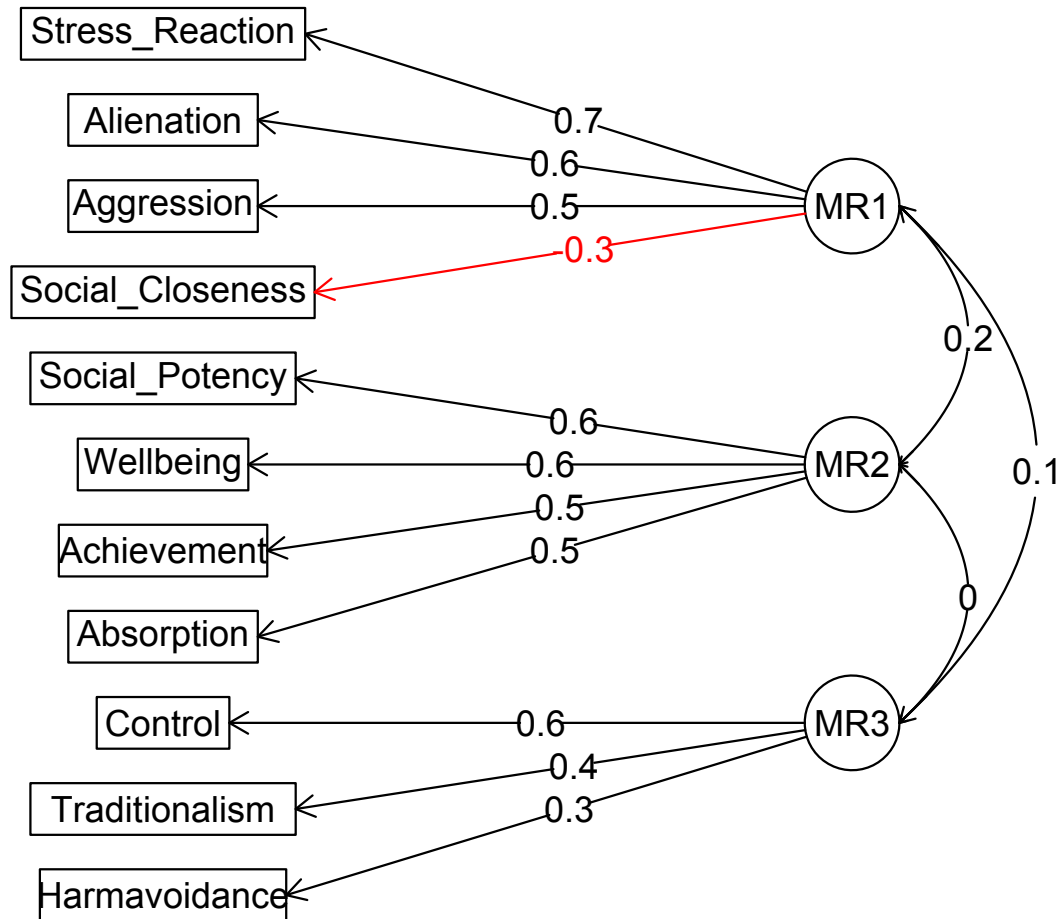 Stress_Reaction
0.7
Alienation
0.6
MR1
Aggression
0.5
-0.3
Social_Closeness
0.2
Social_Potency
0.6
Wellbeing
0.6
MR2
0.1
Achievement
0.5
0.5
Absorption
0
Control
0.6
MR3
Traditionalism
0.4
0.3
Harmavoidance